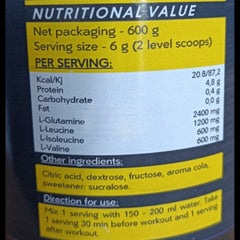 NUTRITIONAL VALUE
Net packaging - 600 g
Serving size - 6 g (2 level scoops)
PER SERVING:
Kcal/Kj 20.8/87,2
Protein 4,8 g
Carbohydrate 0,4 g
Fat 0,0 g
L-Glutamine 2400 mg
L-Leucine 1200 mg
L-Isoleucine 600 mg
L-Valine 600 mg
Other ingredients:
Citric acid, dextrose, fructose, aroma cola,
sweetener: sucralose.
Direction for use:
Mix 1 serving with 150 - 200 ml water. Take
1 serving 30 min before workout and 1 serving
after workout.